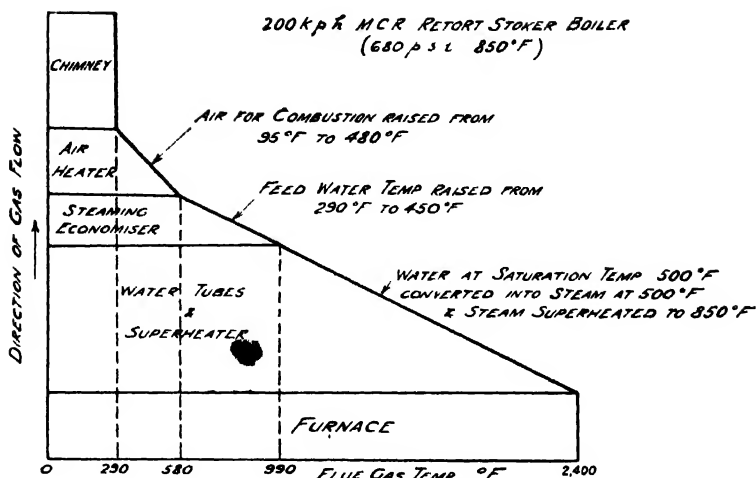 200 kph MCR RETORT STOKER BOILER
(680 psi 850°F)
CHIMNEY
AIR FOR COMBUSTION RAISED FROM
95°F TO 480°F
AIR
HEATER
FEED WATER TEMP RAISED FROM
290°F TO 450°F
STEAMING
ECONOMISER
WATER AT SATURATION TEMP 500°F
CONVERTED INTO STEAM AT 500°F
& STEAM SUPERHEATED TO 850°F
WATER TUBES
&
SUPERHEATER
DIRECTION OF GAS FLOW
FURNACE
0 290 580 990 2,400
FLUE GAS TEMP °F